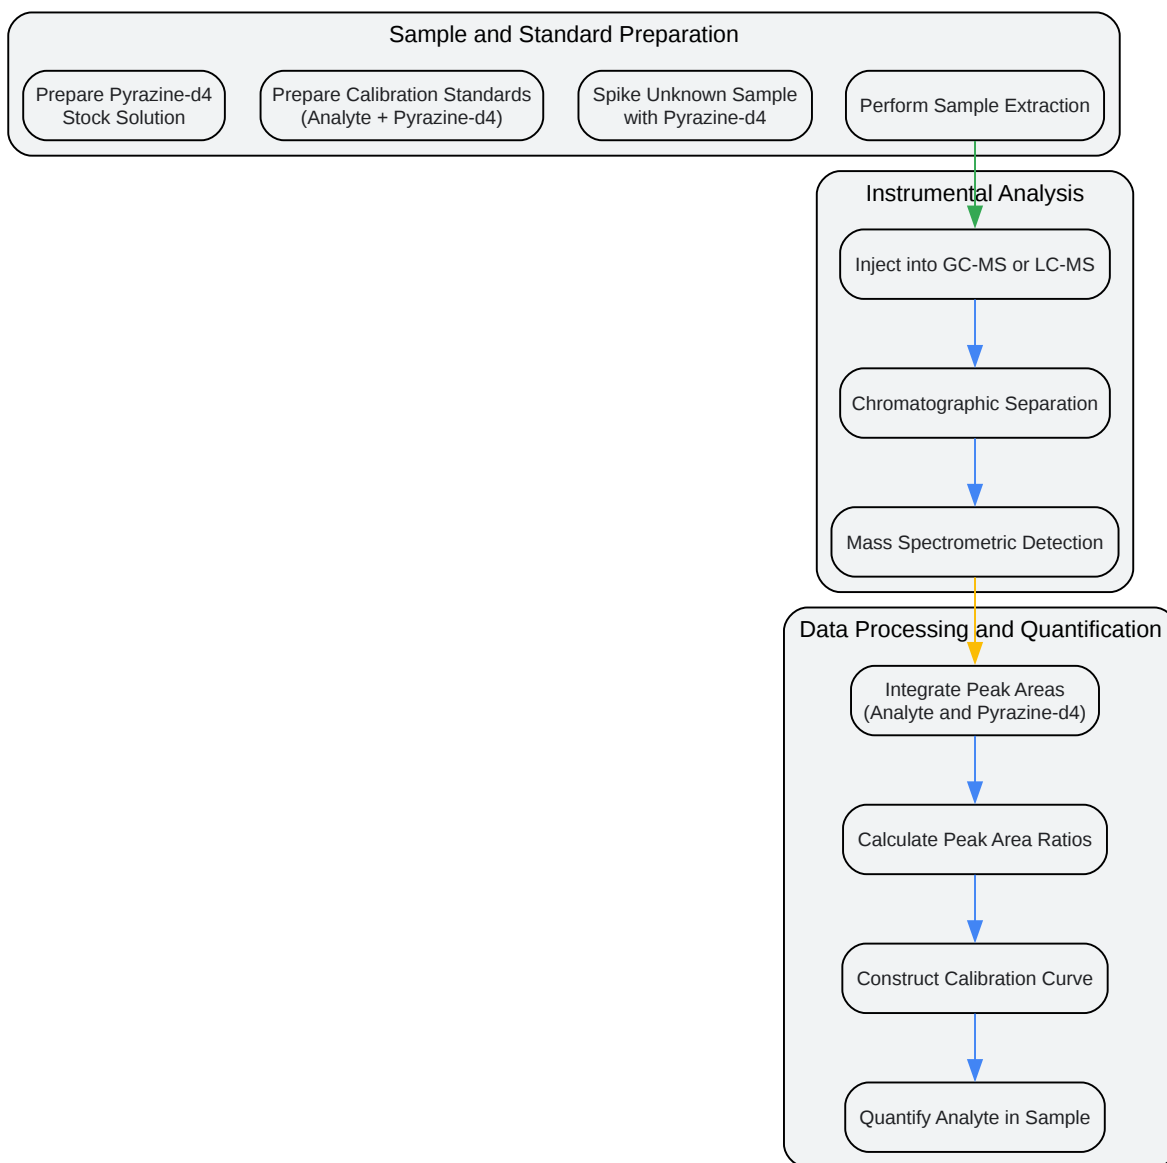 Sample and Standard Preparation
Prepare Pyrazine-d4
Stock Solution
Prepare Calibration Standards
(Analyte + Pyrazine-d4)
Spike Unknown Sample
with Pyrazine-d4
Perform Sample Extraction
Instrumental Analysis
Inject into GC-MS or LC-MS
Chromatographic Separation
Mass Spectrometric Detection
Data Processing and Quantification
Integrate Peak Areas
(Analyte and Pyrazine-d4)
Calculate Peak Area Ratios
Construct Calibration Curve
Quantify Analyte in Sample